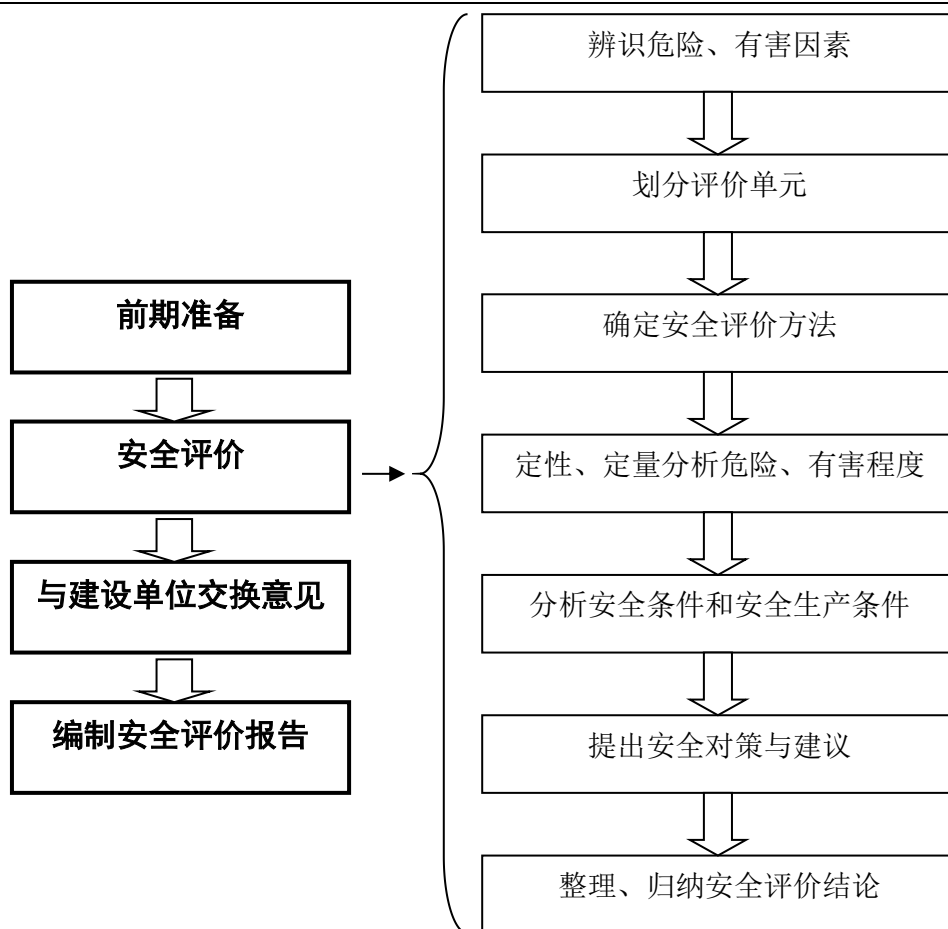 前期准备
安全评价
与建设单位交换意见
编制安全评价报告
辨识危险、有害因素
划分评价单元
确定安全评价方法
定性、定量分析危险、有害程度
分析安全条件和安全生产条件
提出安全对策与建议
整理、归纳安全评价结论